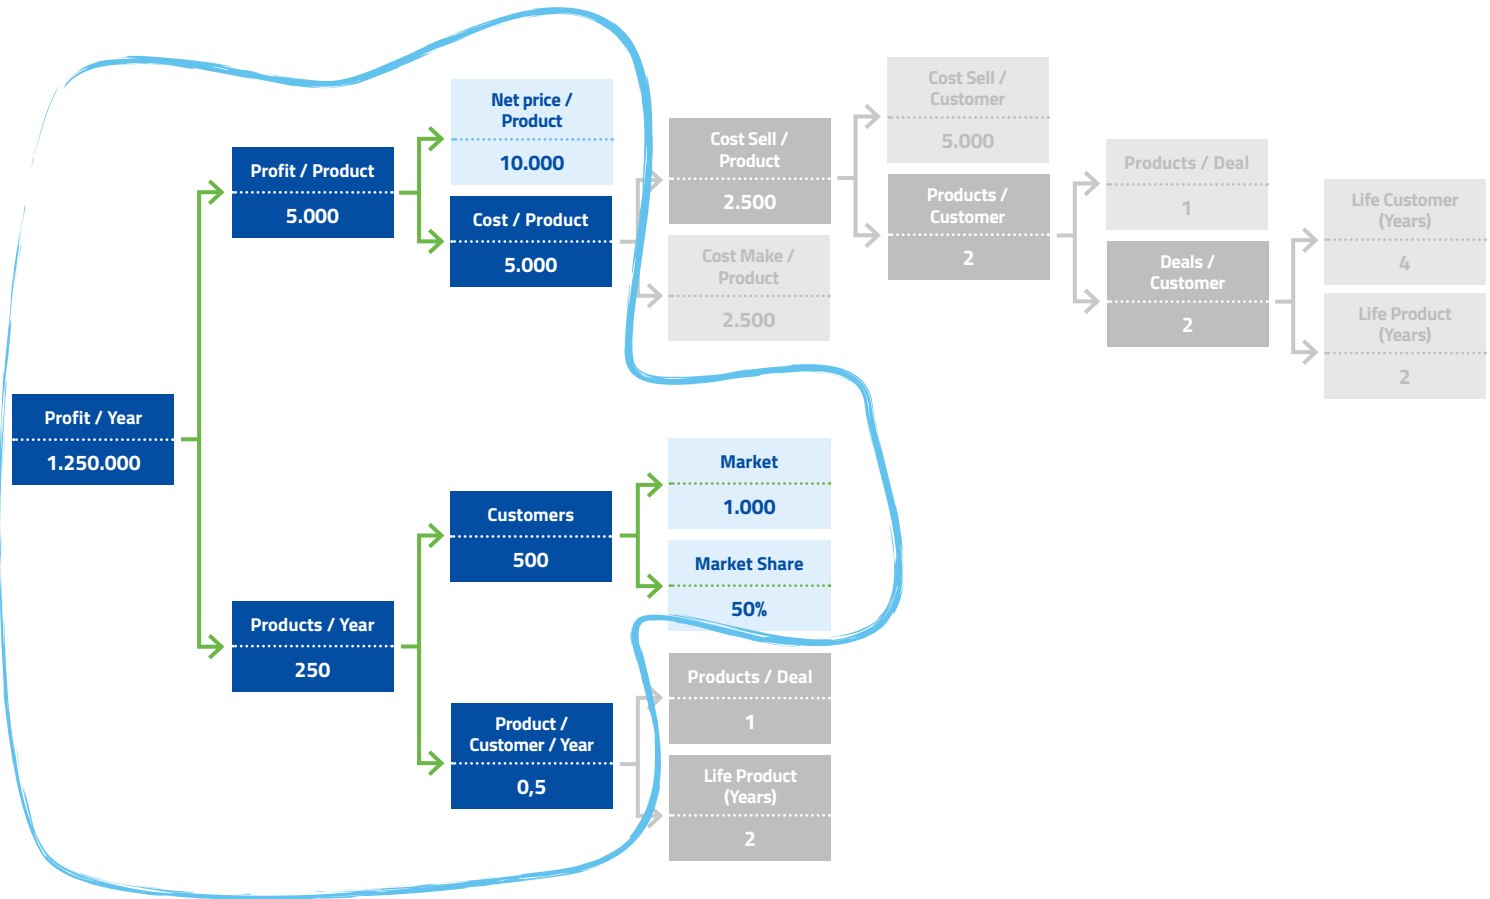 Profit / Year
1.250.000
Profit / Product
5.000
Net price /
Product
10.000
Cost / Product
5.000
Cost Sell /
Product
2.500
Cost Sell /
Customer
5.000
Products /
Customer
2
Products / Deal
1
Deals /
Customer
2
Life Customer
(Years)
4
Life Product
(Years)
2
Cost Make /
Product
2.500
Products / Year
250
Customers
500
Market
1.000
Market Share
50%
Product /
Customer / Year
0,5
Products / Deal
1
Life Product
(Years)
2